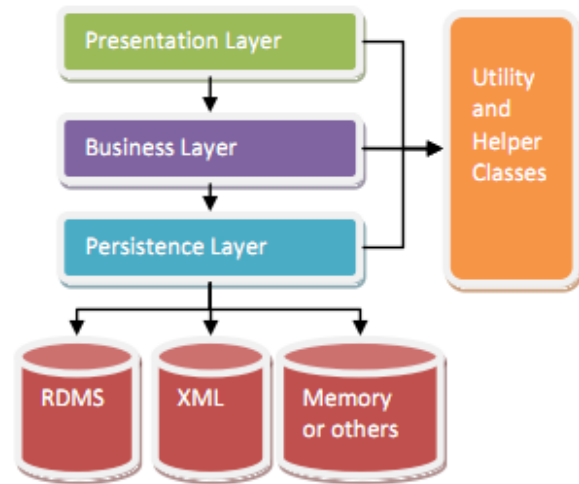 Presentation Layer
Utility
and
Helper
Classes
Business Layer
Persistence Layer
RDMS
XML
Memory
or others